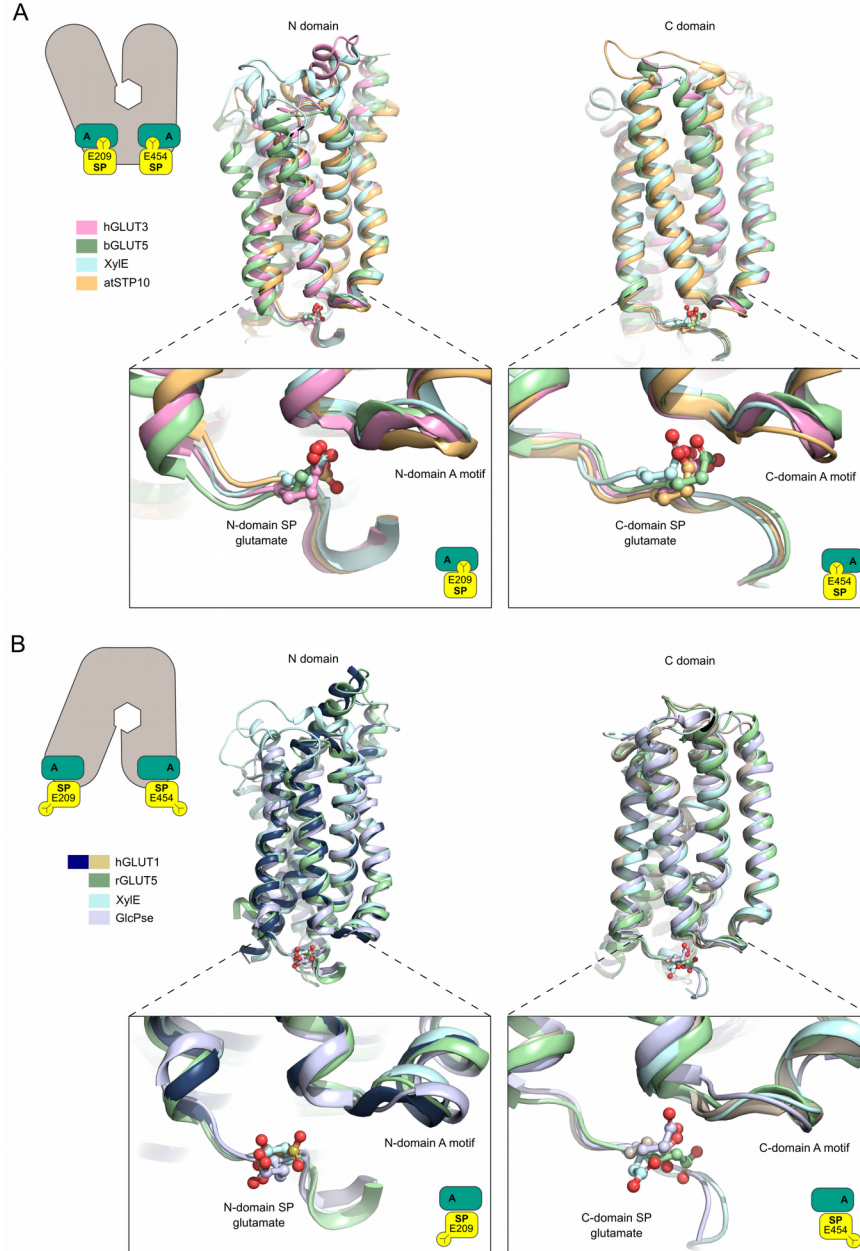 A
N domain
C domain
A
A
E209
SP
E454
SP
hGLUT3
bGLUT5
XylE
atSTP10
N-domain A motif
N-domain SP
glutamate
A
E209
SP
C-domain A motif
C-domain SP
glutamate
A
E454
SP
B
N domain
C domain
A
A
SP
E209
SP
E454
hGLUT1
rGLUT5
XylE
GlcPse
N-domain A motif
N-domain SP
glutamate
A
SP
E209
C-domain A motif
C-domain SP
glutamate
A
SP
E454